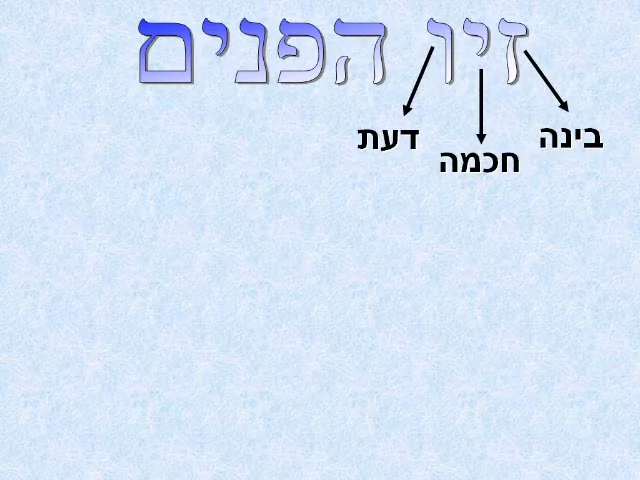 זיו הפנים
בינה
חכמה
דעת